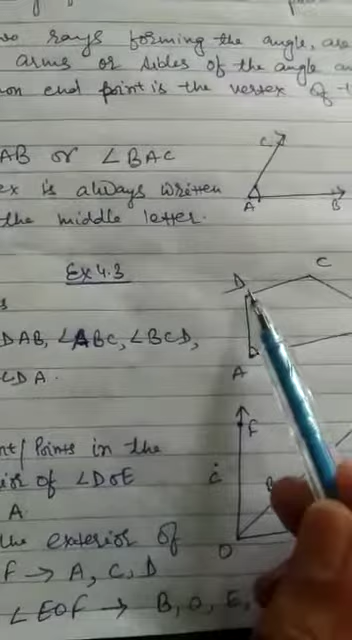 rays forming the angle, are
arms or sides of the angle an
on end point is the vertex of
AB or ∠BAC
ex is always written
the middle letter.
C
A
B
Ex 4.3
DAB, ∠ABC, ∠BCD,
CDA.
D
C
A
nt/Points in the
ior of ∠DOE
A.
the exterior of
F → A, C, D
∠EOF → B, O, E,
F
C
O